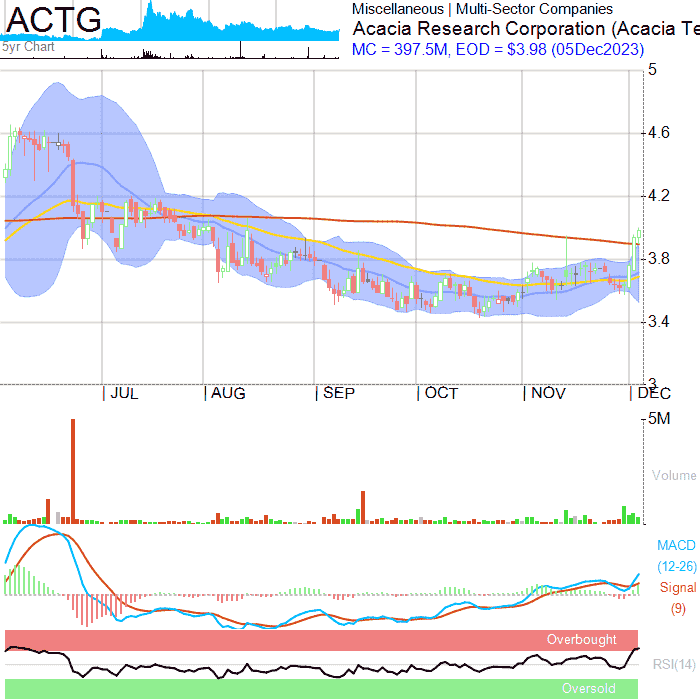 ACTG
Miscellaneous | Multi-Sector Companies
Acacia Research Corporation (Acacia Te
MC = 397.5M, EOD = $3.98 (05Dec2023)
5yr Chart
5
4.6
4.2
3.8
3.4
3
JUL AUG SEP OCT NOV DEC
5M
Volume
MACD
(12-26)
Signal
(9)
Overbought
RSI(14)
Oversold